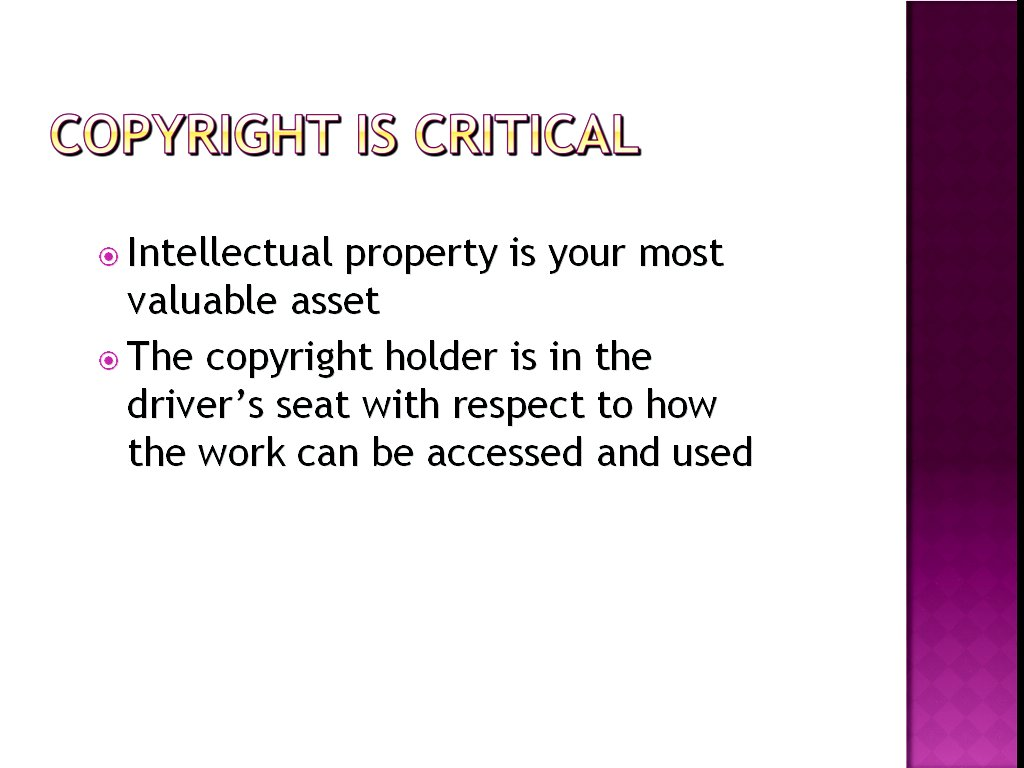 COPYRIGHT IS CRITICAL
Intellectual property is your most
valuable asset
The copyright holder is in the
driver’s seat with respect to how
the work can be accessed and used